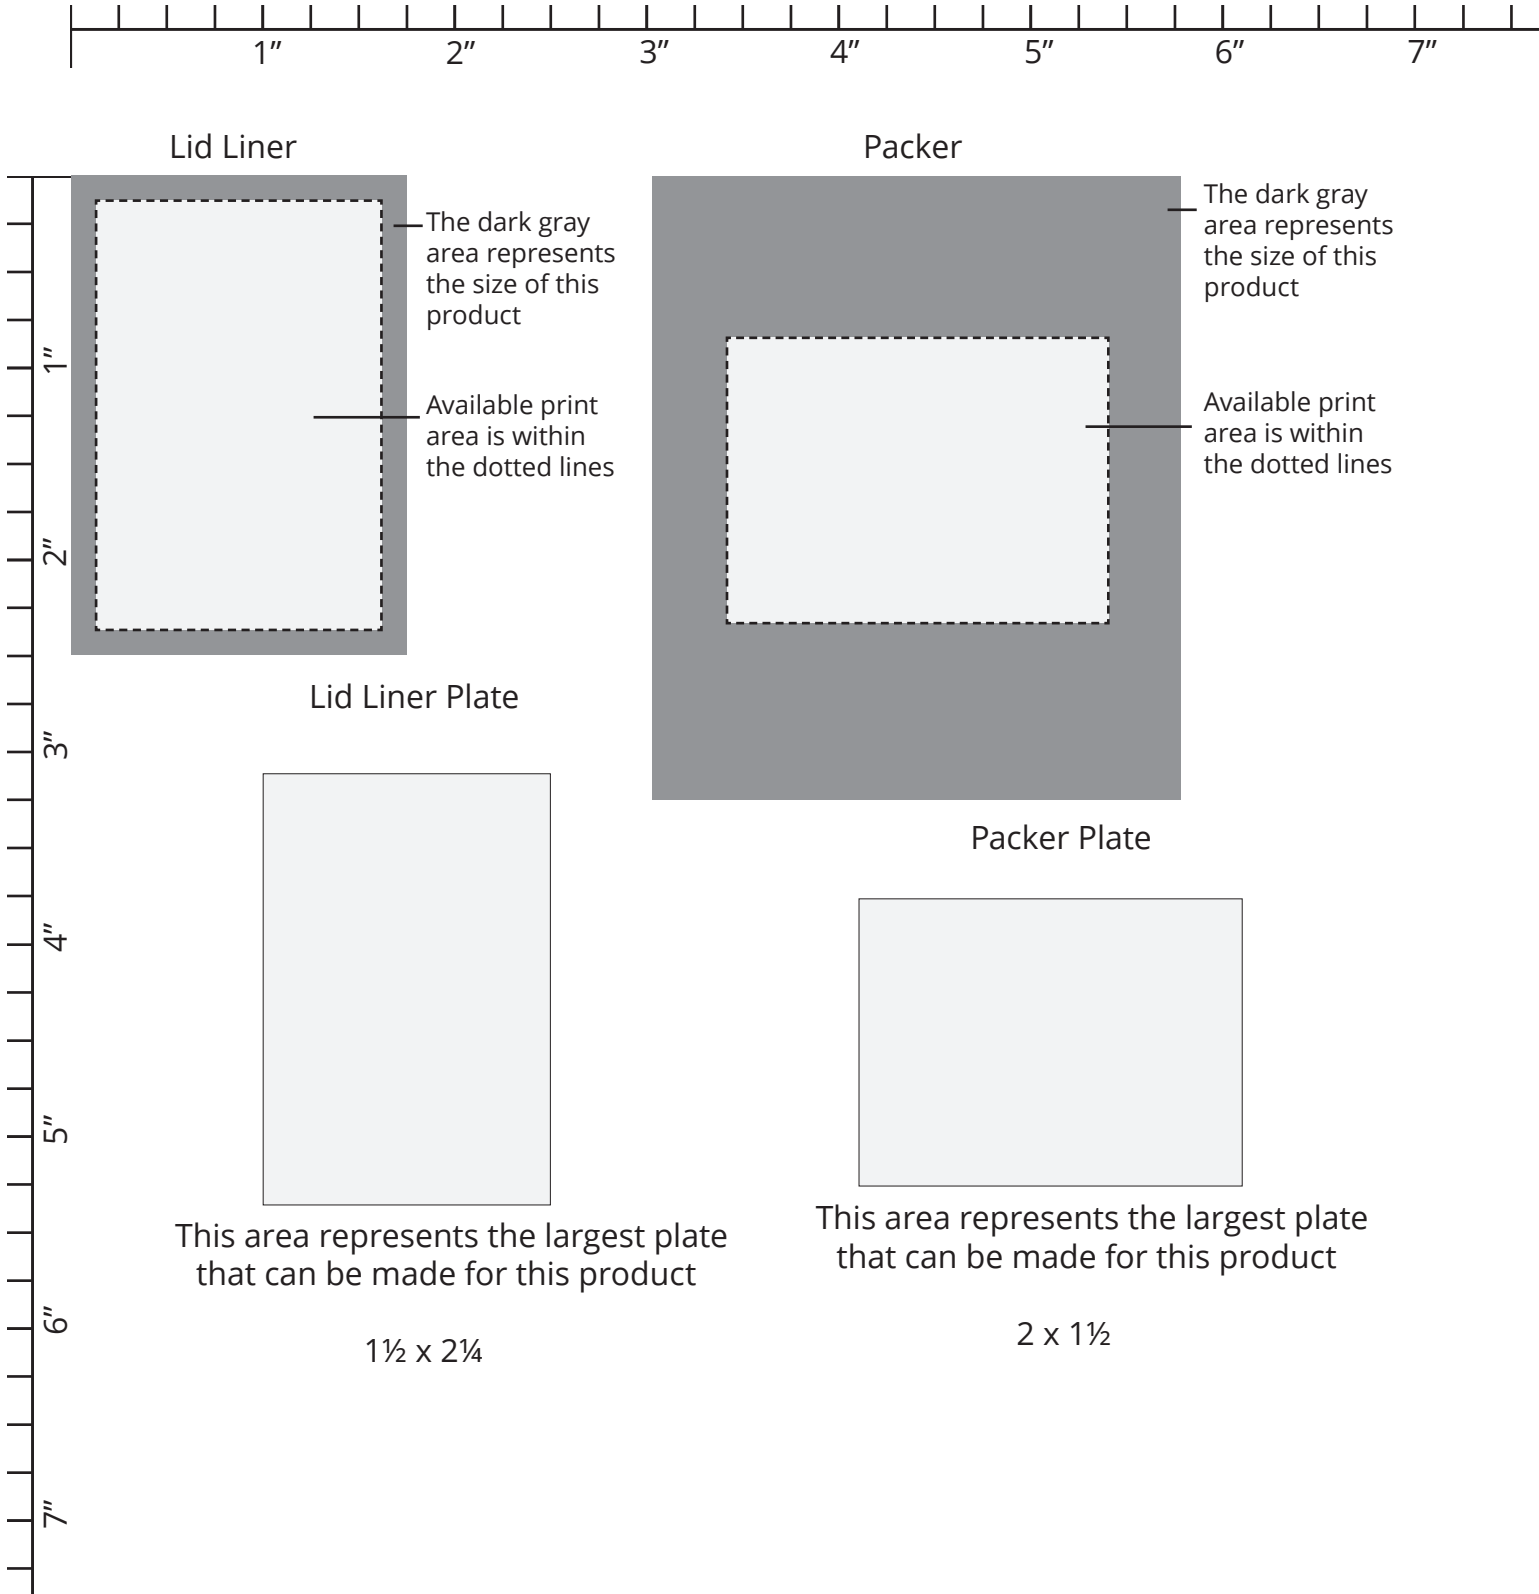 1”
2”
3”
4”
5”
6”
7”
Lid Liner
The dark gray
area represents
the size of this
product
Available print
area is within
the dotted lines
Packer
The dark gray
area represents
the size of this
product
Available print
area is within
the dotted lines
1”
2”
3”
4”
5”
6”
7”
Lid Liner Plate
This area represents the largest plate
that can be made for this product
1½ x 2¼
Packer Plate
This area represents the largest plate
that can be made for this product
2 x 1½